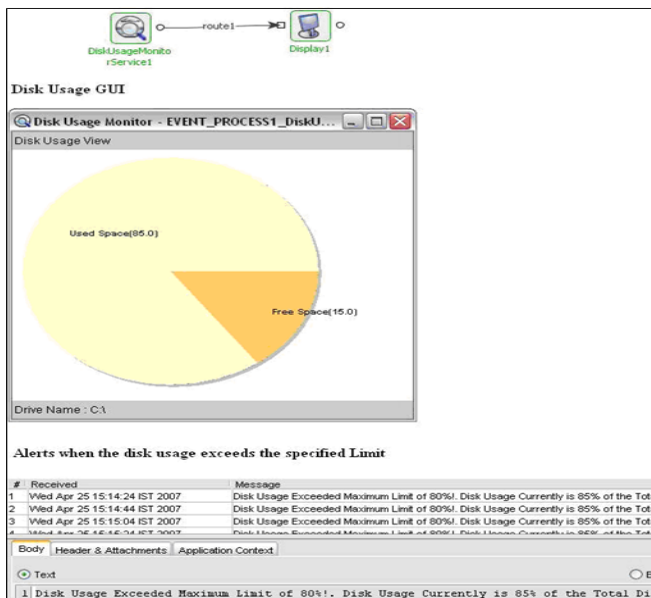 route1
DiskUsageMonito
rService1
Display1
Disk Usage GUI
Disk Usage Monitor - EVENT_PROCESS1_DiskU...
Disk Usage View
Used Space(85.0)
Free Space(15.0)
Drive Name : C:\
Alerts when the disk usage exceeds the specified Limit
# Received Message
1 Wed Apr 25 15:14:24 IST 2007 Disk Usage Exceeded Maximum Limit of 80%!. Disk Usage Currently is 85% of the Tot
2 Wed Apr 25 15:14:44 IST 2007 Disk Usage Exceeded Maximum Limit of 80%!. Disk Usage Currently is 85% of the Tot
3 Wed Apr 25 15:15:04 IST 2007 Disk Usage Exceeded Maximum Limit of 80%!. Disk Usage Currently is 85% of the Tot
Body Header & Attachments Application Context
Text
1 Disk Usage Exceeded Maximum Limit of 80%!. Disk Usage Currently is 85% of the Total Di